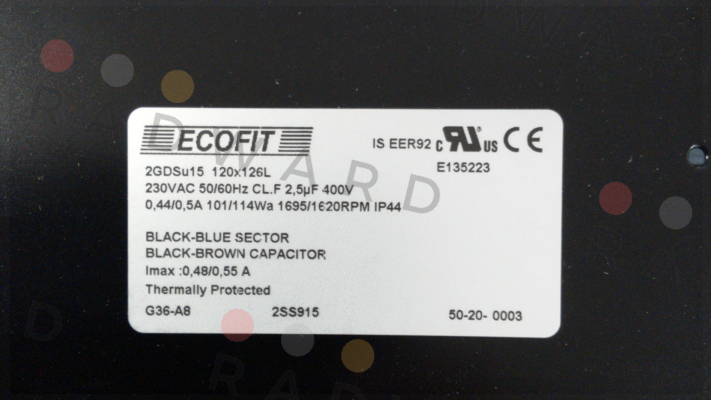 ECOFIT
IS EER92 c RU US CE
2GDSu15 120x126L
E135223
230VAC 50/60Hz CL.F 2,5µF 400V
0,44/0,5A 101/114Wa 1695/1620RPM IP44
BLACK-BLUE SECTOR
BLACK-BROWN CAPACITOR
Imax :0,48/0,55 A
Thermally Protected
G36-A8 2SS915 50-20- 0003
RADWARD